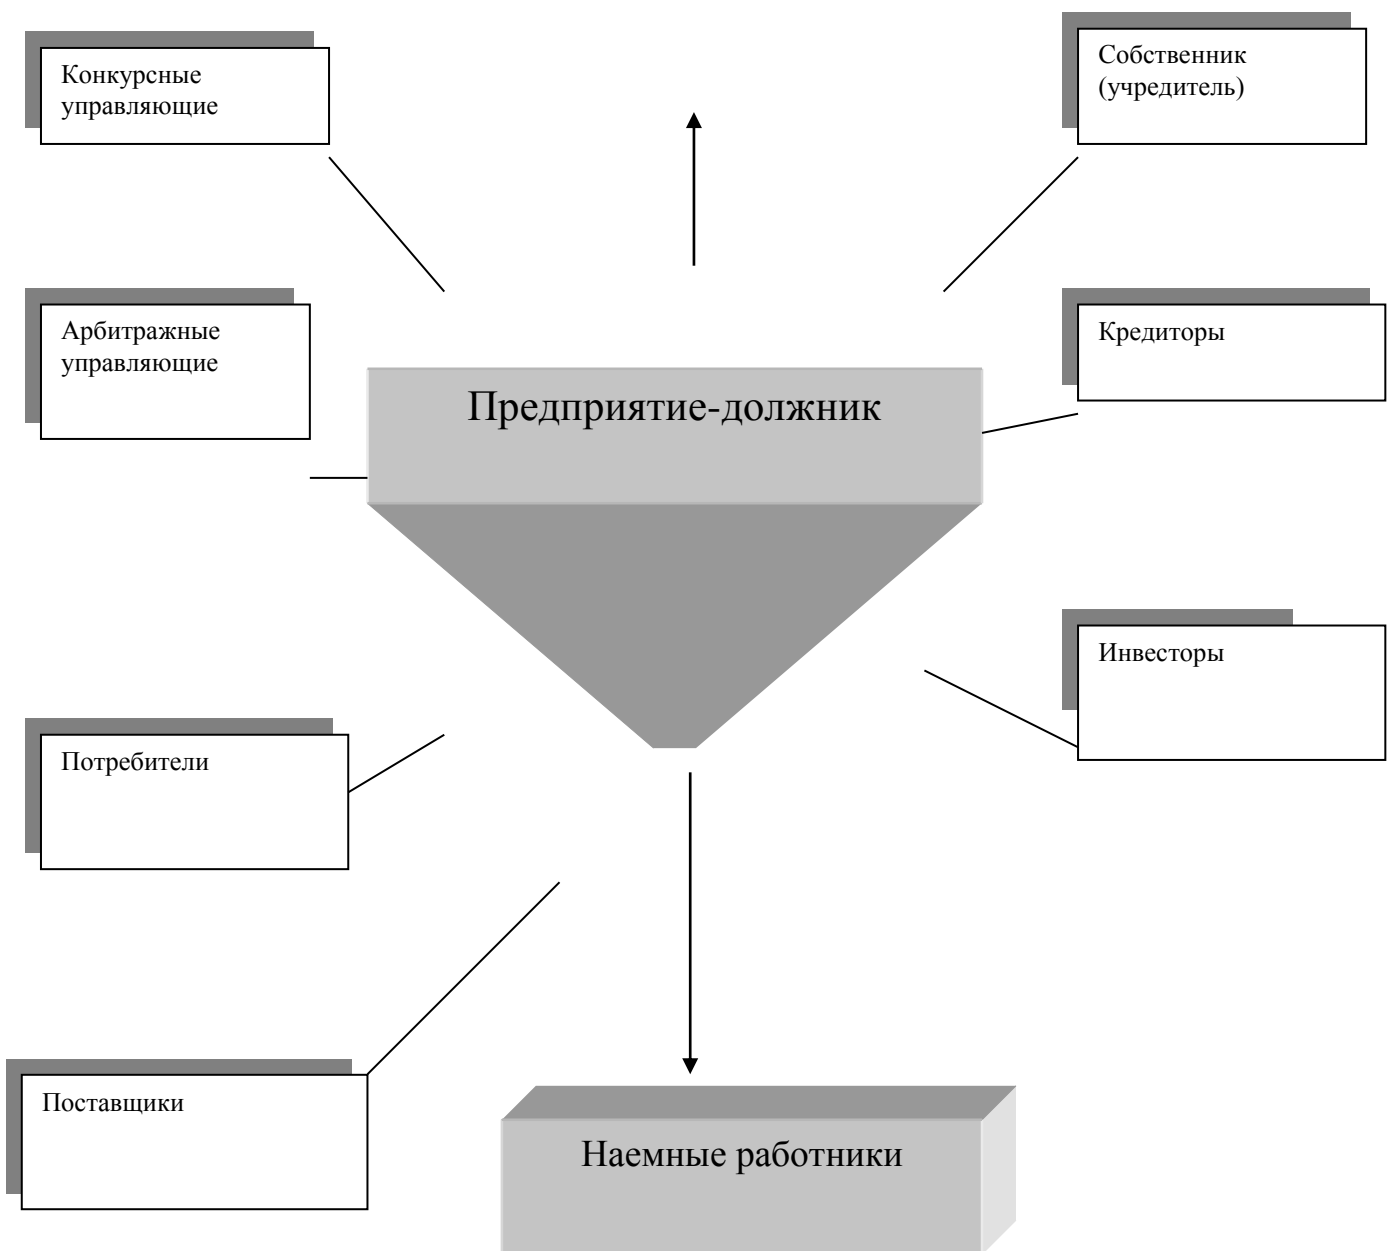 Конкурсные
управляющие
Собственник
(учредитель)
Арбитражные
управляющие
Кредиторы
Предприятие-должник
Инвесторы
Потребители
Поставщики
Наемные работники